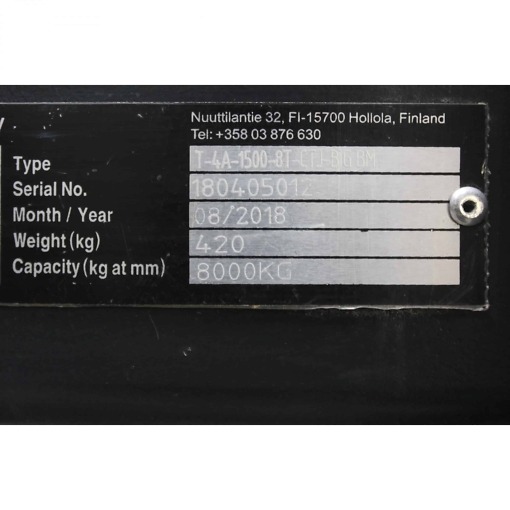 Nuuttilantie 32, FI-15700 Hollola, Finland
Tel: +358 03 876 630
Type
Serial No. 180405012
Month / Year 08/2018
Weight (kg) 420
Capacity (kg at mm) 8000KG